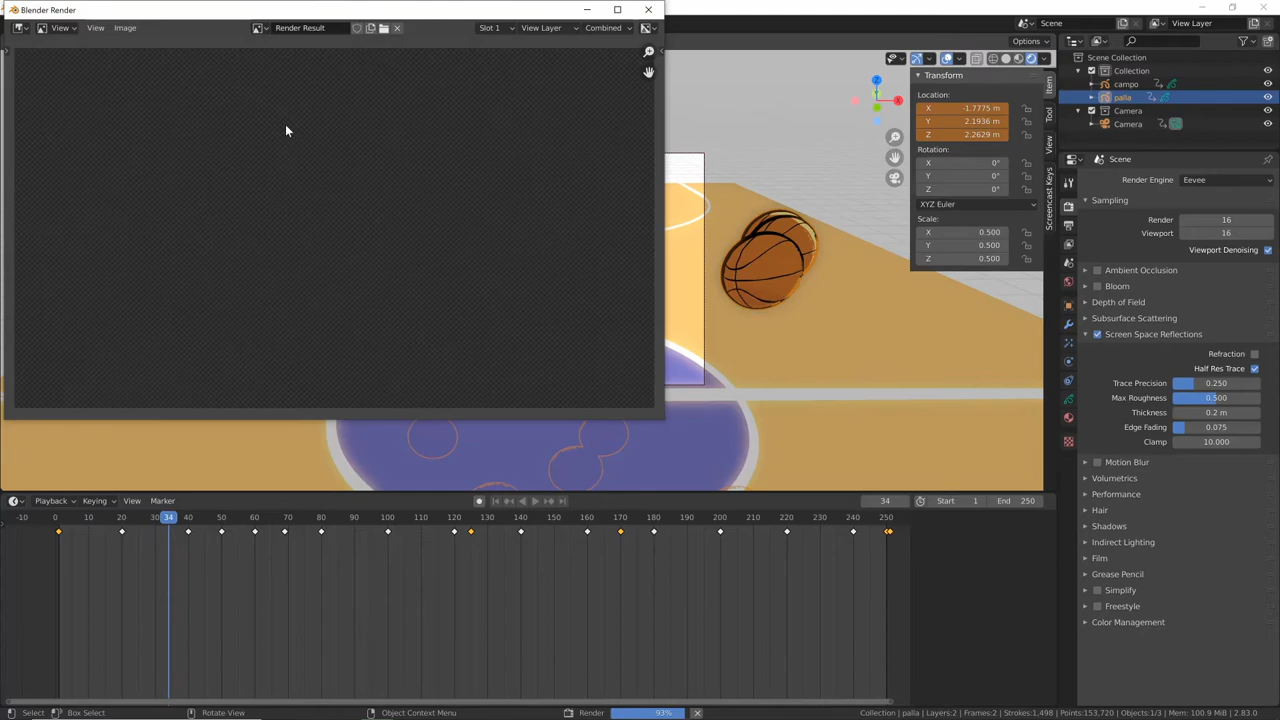 Blender Render
View View Image Render Result Slot 1 View Layer Combined
Scene View Layer
Options
Transform
Location:
X -1.7775 m
Y 2.1936 m
Z 2.2629 m
Rotation:
X 0°
Y 0°
Z 0°
XYZ Euler
Scale:
X 0.500
Y 0.500
Z 0.500
Item
Tool
View
Screencast Keys
Scene Collection
Collection
campo
palla
Camera
Camera
Scene
Render Engine Eevee
Sampling
Render 16
Viewport 16
Viewport Denoising
Ambient Occlusion
Bloom
Depth of Field
Subsurface Scattering
Screen Space Reflections
Refraction
Half Res Trace
Trace Precision 0.250
Max Roughness 0.500
Thickness 0.2 m
Edge Fading 0.075
Clamp 10.000
Motion Blur
Volumetrics
Performance
Hair
Shadows
Indirect Lighting
Film
Grease Pencil
Simplify
Freestyle
Color Management
Playback Keying View Marker 34 Start 1 End 250
-10 0 10 20 30 34 40 50 60 70 80 90 100 110 120 130 140 150 160 170 180 190 200 210 220 230 240 250
Select Box Select Rotate View Object Context Menu Render 93% Collection | palla | Layers:2 | Frames:2 | Strokes:1,498 | Points:153,720 | Mem: 100.9 MiB | 2.83.0